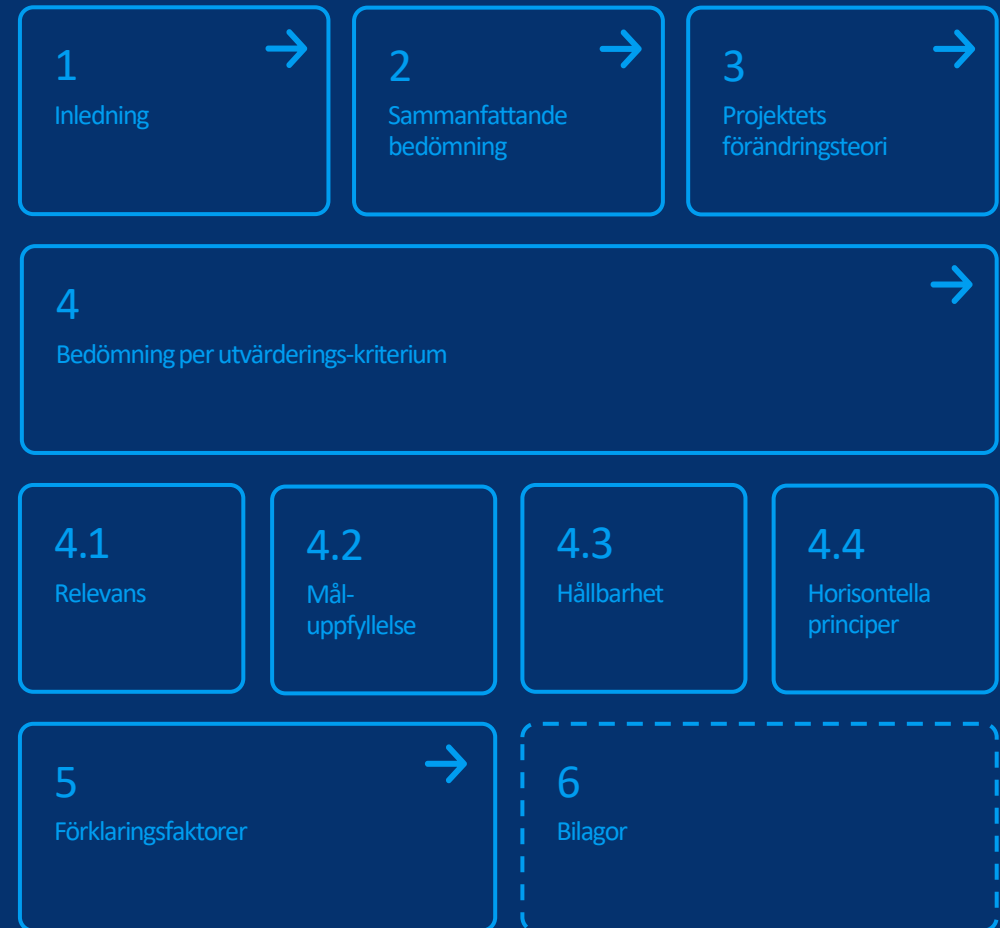 1
Inledning
2
Sammanfattande
bedömning
3
Projektets
förändringsteori
4
Bedömning per utvärderings-kriterium
4.1
Relevans
4.2
Mål-
uppfyllelse
4.3
Hållbarhet
4.4
Horisontella
principer
5
Förklaringsfaktorer
6
Bilagor